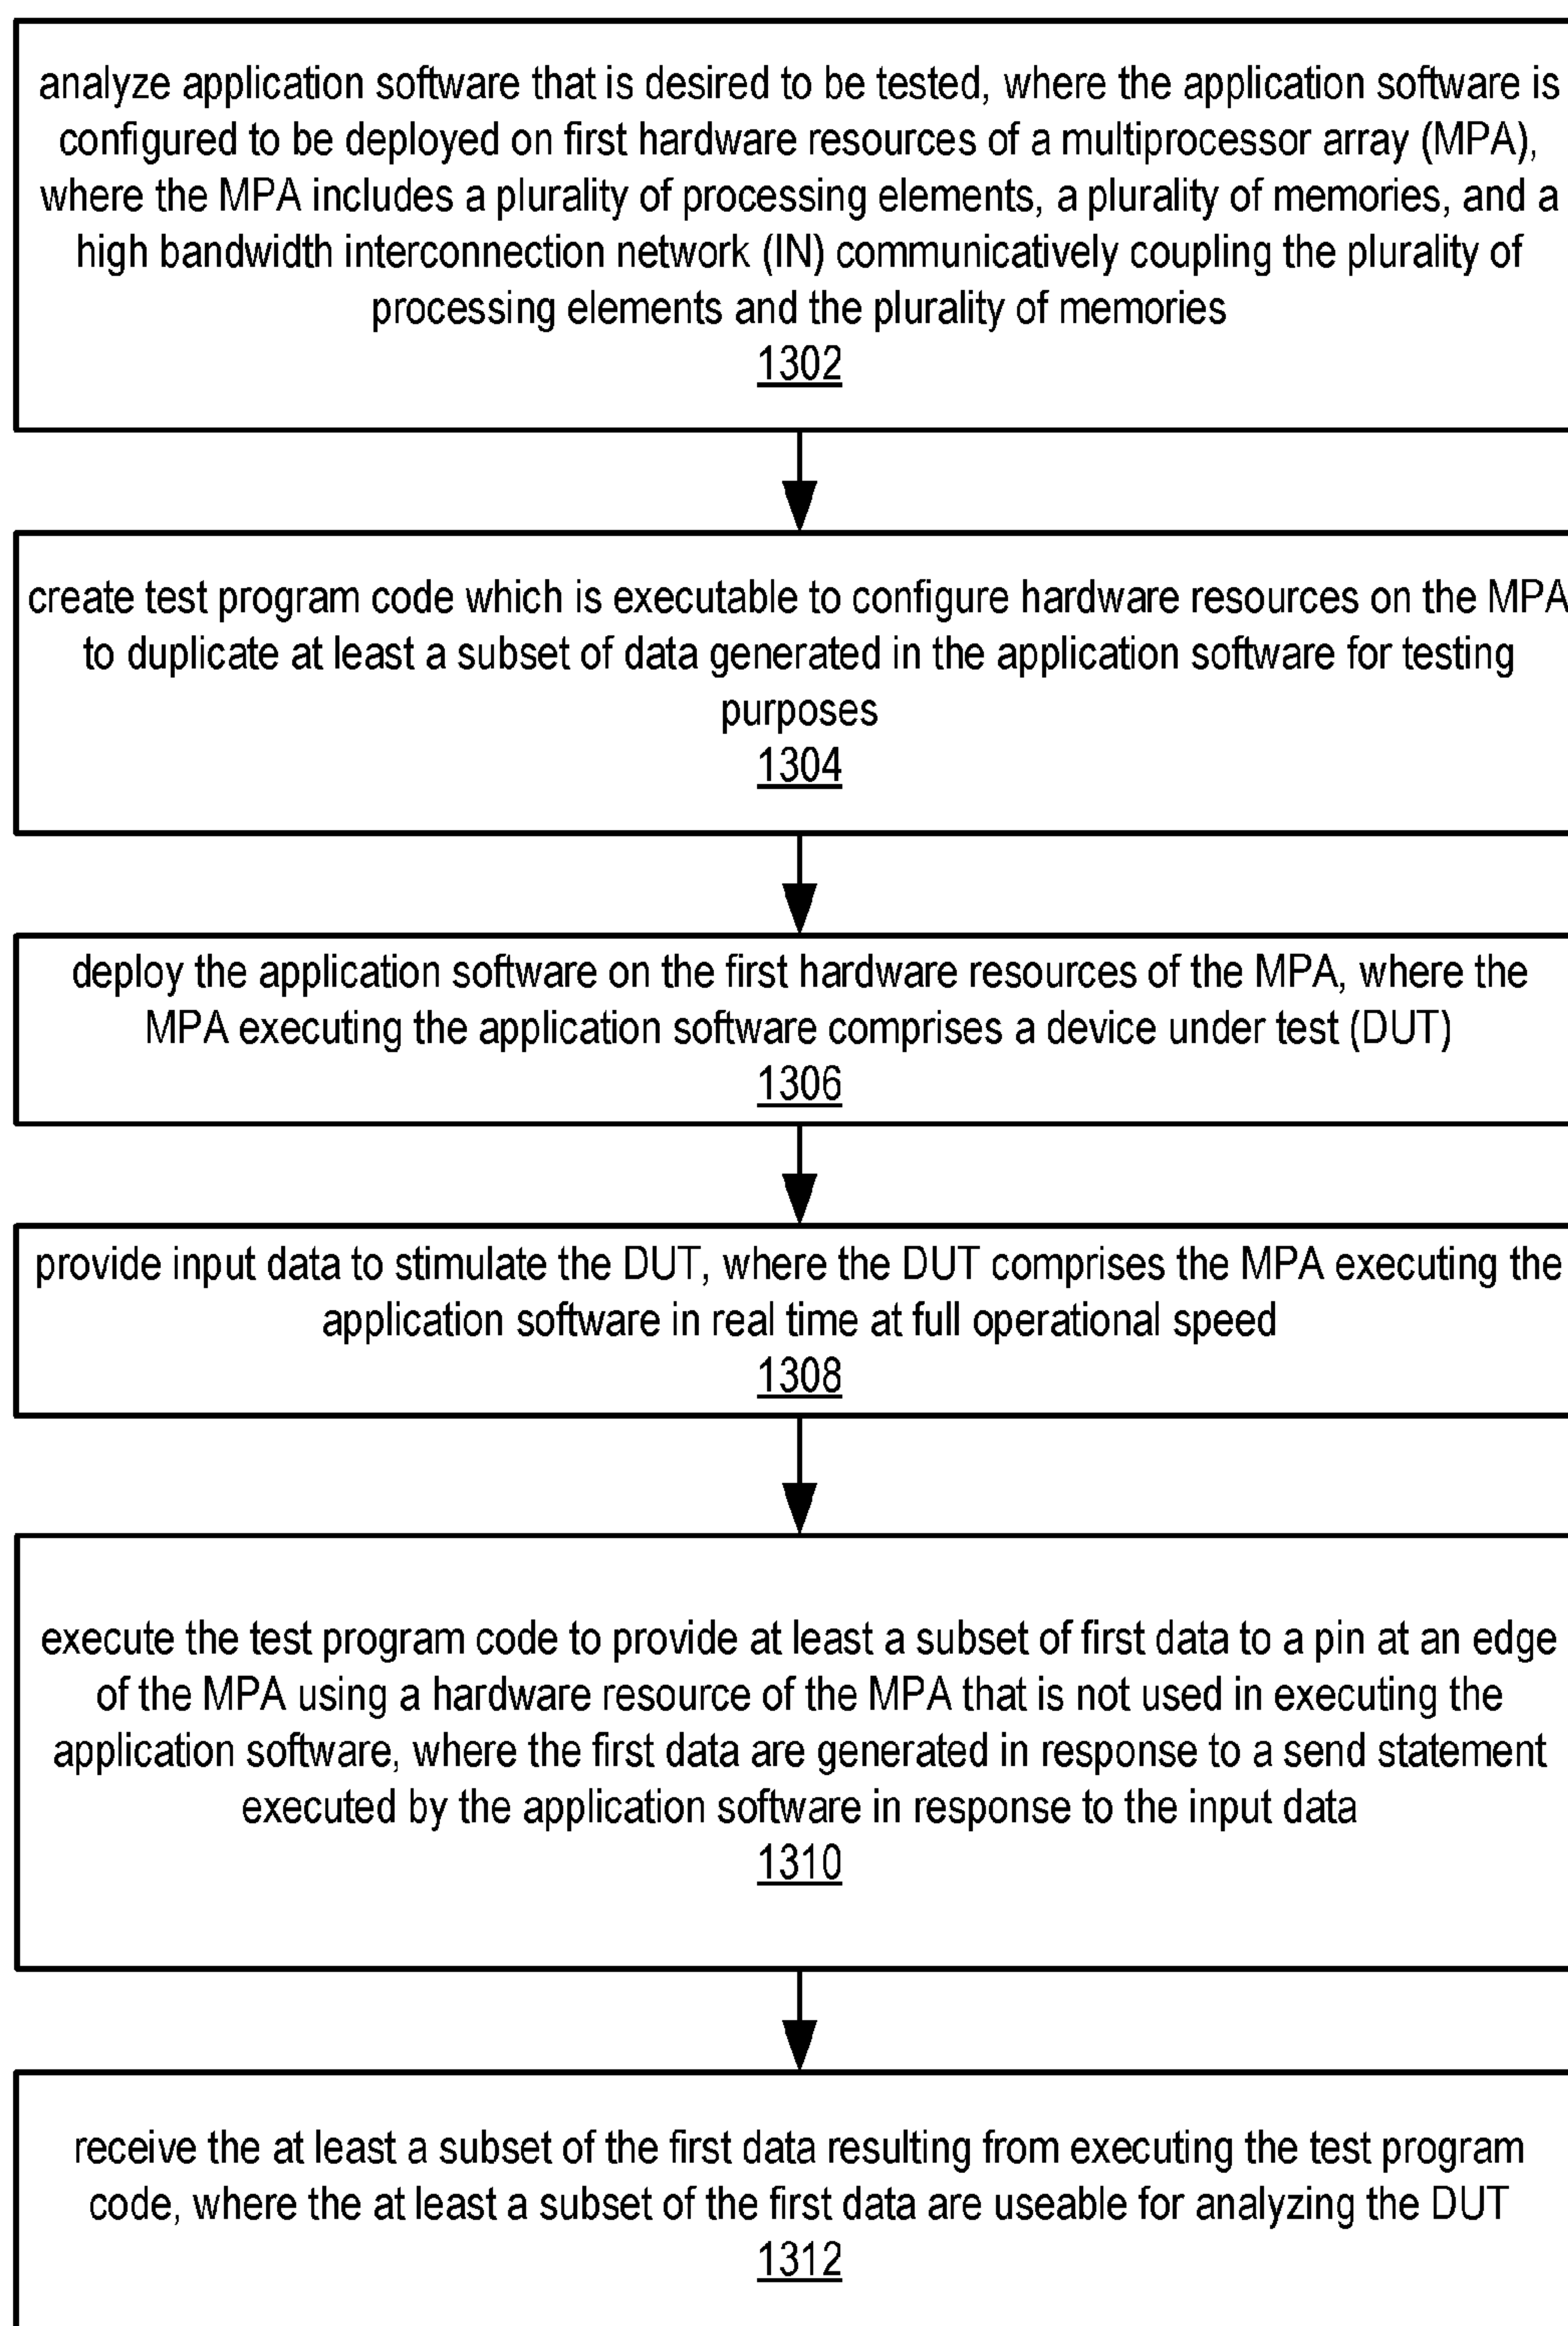 analyze application software that is desired to be tested, where the application software is
configured to be deployed on first hardware resources of a multiprocessor array (MPA),
where the MPA includes a plurality of processing elements, a plurality of memories, and a
high bandwidth interconnection network (IN) communicatively coupling the plurality of
processing elements and the plurality of memories
1302
create test program code which is executable to configure hardware resources on the MPA
to duplicate at least a subset of data generated in the application software for testing
purposes
1304
deploy the application software on the first hardware resources of the MPA, where the
MPA executing the application software comprises a device under test (DUT)
1306
provide input data to stimulate the DUT, where the DUT comprises the MPA executing the
application software in real time at full operational speed
1308
execute the test program code to provide at least a subset of first data to a pin at an edge
of the MPA using a hardware resource of the MPA that is not used in executing the
application software, where the first data are generated in response to a send statement
executed by the application software in response to the input data
1310
receive the at least a subset of the first data resulting from executing the test program
code, where the at least a subset of the first data are useable for analyzing the DUT
1312